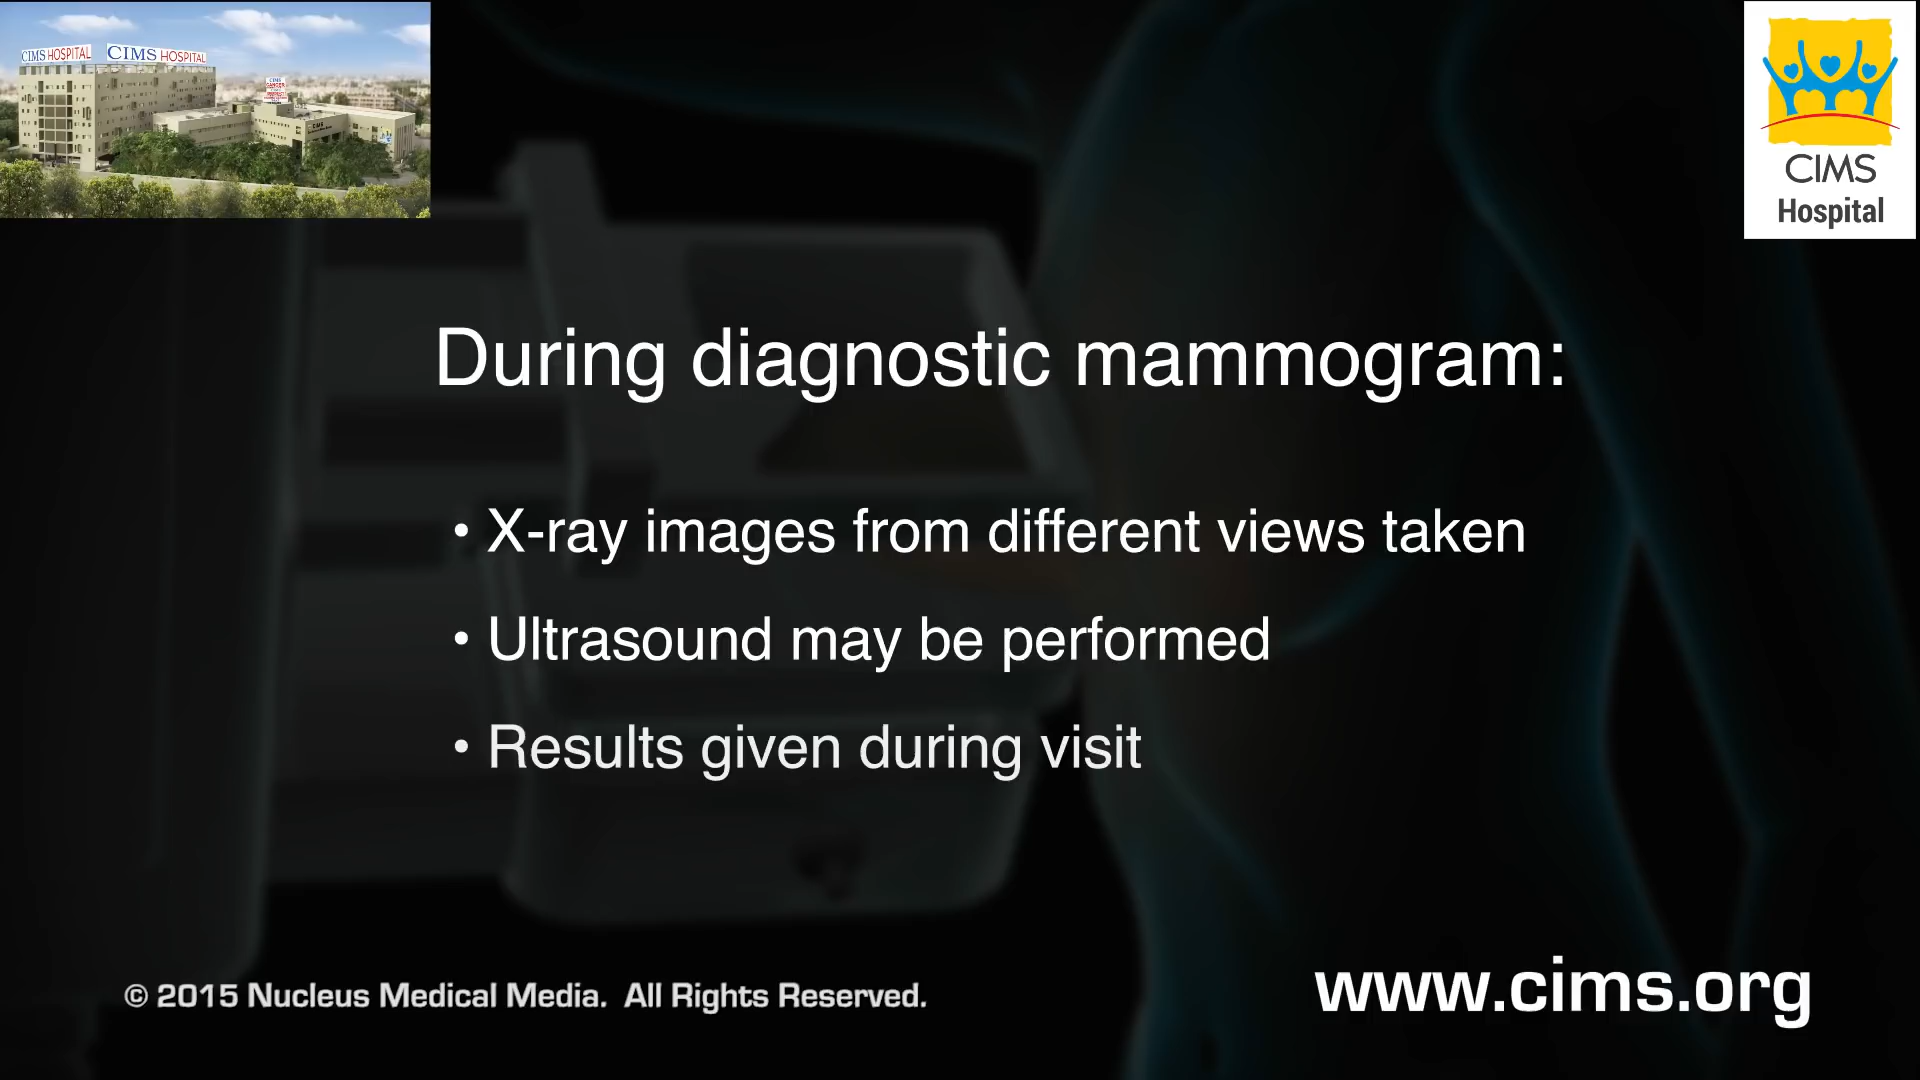 CIMS HOSPITAL CIMS HOSPITAL
CIMS
Hospital
During diagnostic mammogram:
• X-ray images from different views taken
• Ultrasound may be performed
• Results given during visit
© 2015 Nucleus Medical Media. All Rights Reserved.
www.cims.org